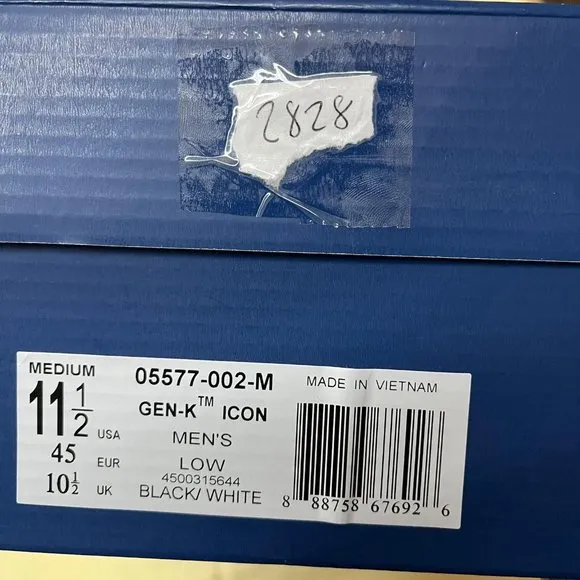 2828
MEDIUM
11 1/2 USA
45 EUR
10 1/2 UK
05577-002-M
GEN-K™ ICON
MEN'S
LOW
4500315644
BLACK/ WHITE
MADE IN VIETNAM
8 88758 67692 6